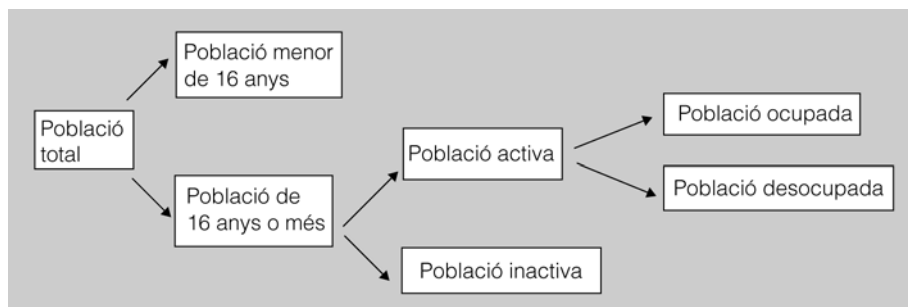 Població menor
de 16 anys
Població
total
Població ocupada
Població activa
Població desocupada
Població de
16 anys o més
Població inactiva